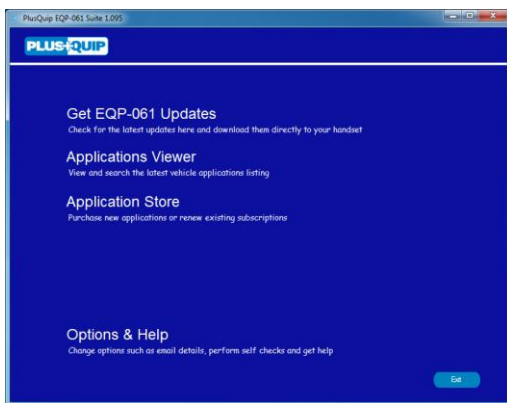 PlusQuip EQP-061 Suite 1.095
PLUS QUIP
Get EQP-061 Updates
Check for the latest updates here and download them directly to your handset
Applications Viewer
View and search the latest vehicle applications listing
Application Store
Purchase new applications or renew existing subscriptions
Options & Help
Change options such as email details, perform self checks and get help
Exit